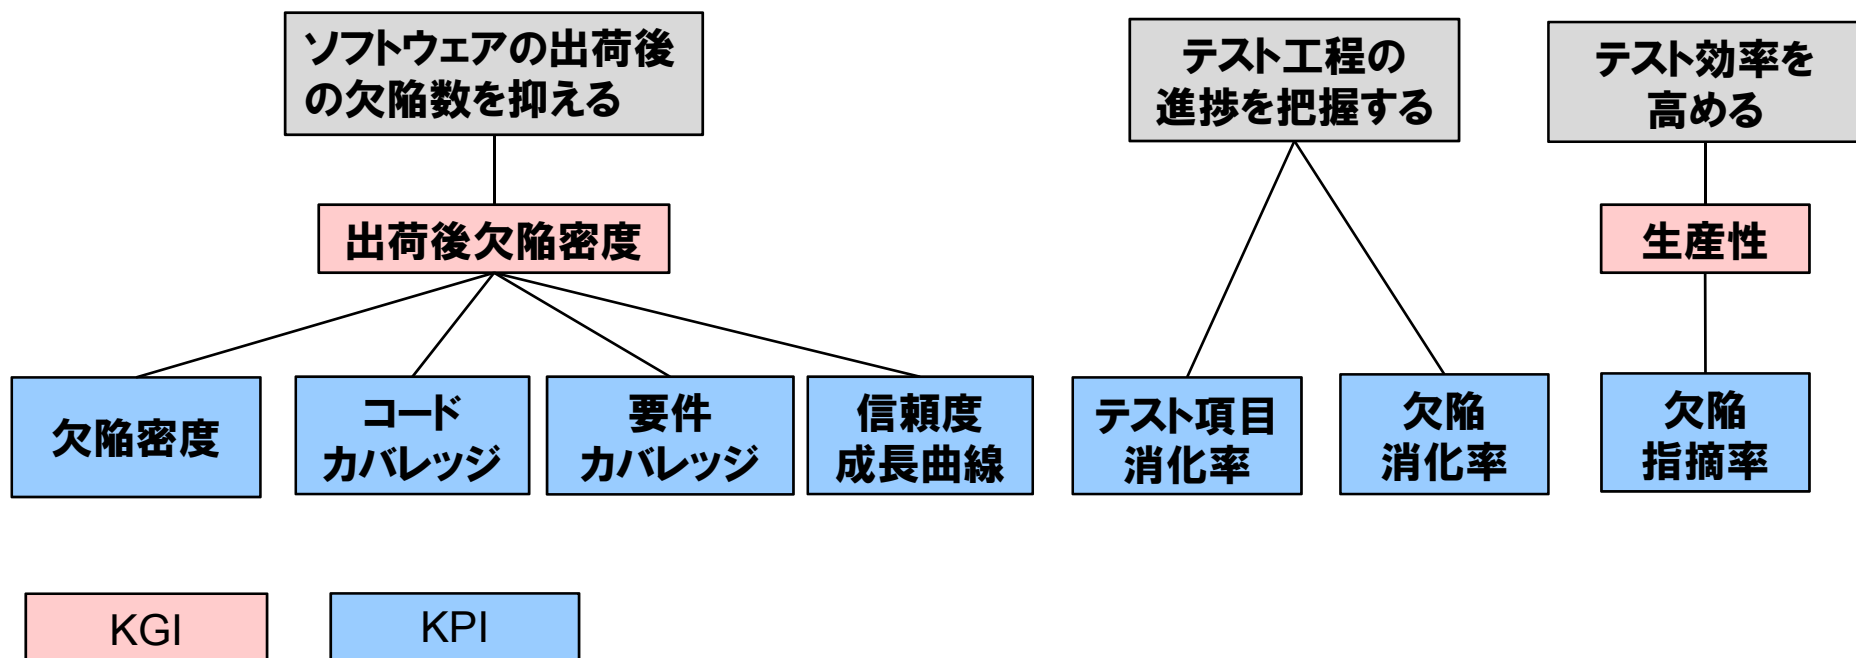 ソフトウェアの出荷後
の欠陥数を抑える
テスト工程の
進捗を把握する
テスト効率を
高める
出荷後欠陥密度
生産性
欠陥密度
コード
カバレッジ
要件
カバレッジ
信頼度
成長曲線
テスト項目
消化率
欠陥
消化率
欠陥
指摘率
KGI
KPI